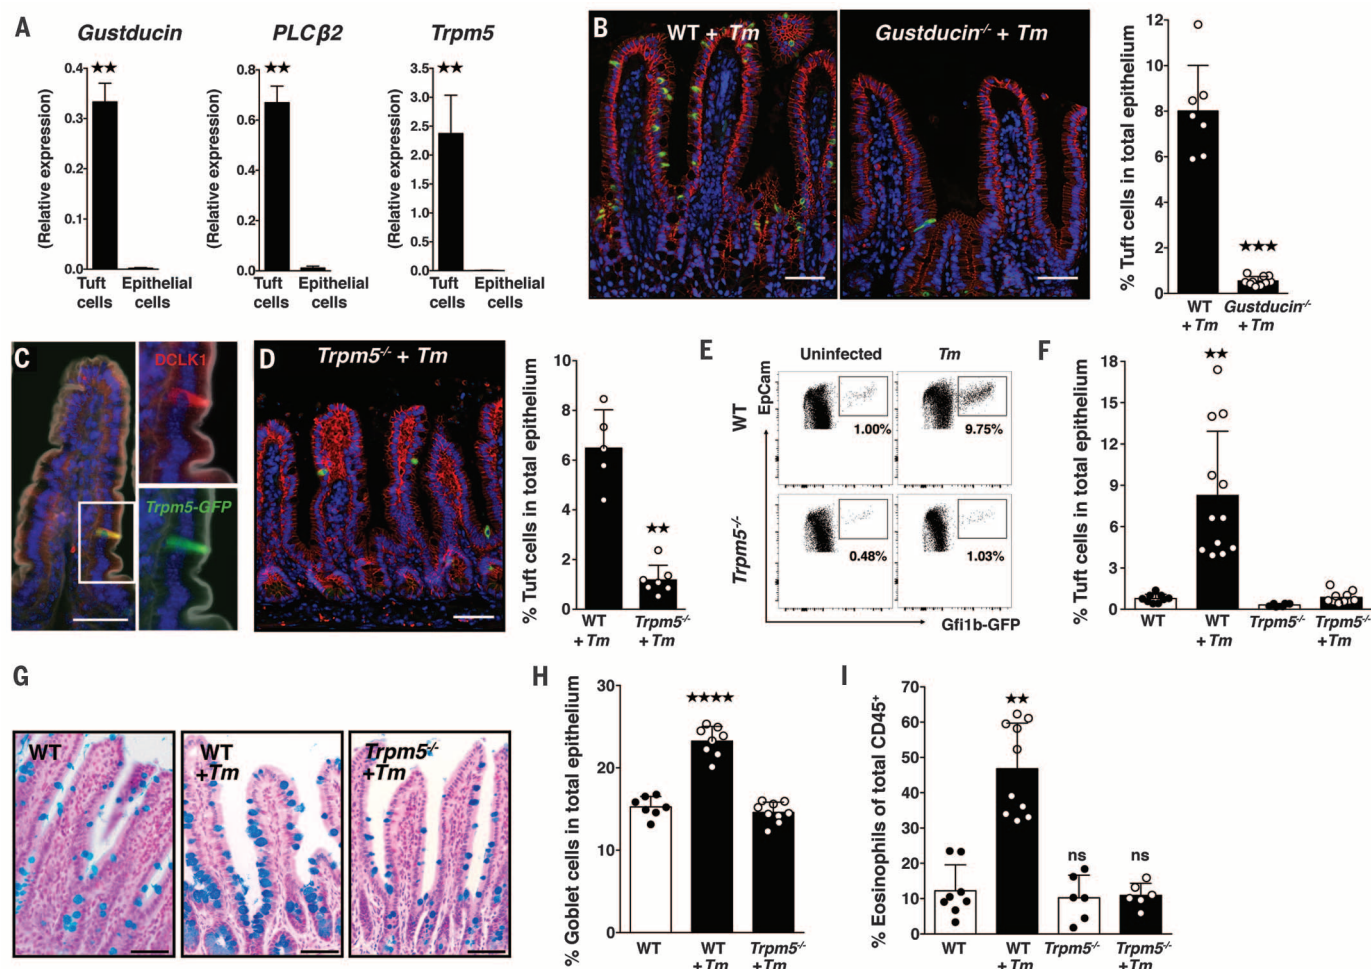 A
Gustducin
PLCβ2
Trpm5
★★
★★
★★
(Relative expression)
0.4
0.3
0.2
0.1
0.0
(Relative expression)
0.8
0.6
0.4
0.2
0.0
(Relative expression)
3.5
3.0
2.5
2.0
1.5
1.0
0.5
0.0
Tuft cells
Epithelial cells
Tuft cells
Epithelial cells
Tuft cells
Epithelial cells
B
WT + Tm
Gustducin-/- + Tm
% Tuft cells in total epithelium
12
10
8
6
4
2
0
★★★
WT + Tm
Gustducin-/- + Tm
C
DCLK1
Trpm5-GFP
D
Trpm5-/- + Tm
% Tuft cells in total epithelium
10
8
6
4
2
0
★★
WT + Tm
Trpm5-/- + Tm
E
Uninfected
Tm
EpCam
WT
1.00%
9.75%
Trpm5-/-
0.48%
1.03%
Gfi1b-GFP
F
% Tuft cells in total epithelium
18
15
12
9
6
3
0
★★
WT
WT + Tm
Trpm5-/-
Trpm5-/- +Tm
G
WT
WT +Tm
Trpm5-/- +Tm
H
% Goblet cells in total epithelium
30
20
10
0
★★★★
WT
WT +Tm
Trpm5-/- +Tm
I
% Eosinophils of total CD45+
70
60
50
40
30
20
10
0
★★
ns
ns
WT
WT +Tm
Trpm5-/-
Trpm5-/- +Tm